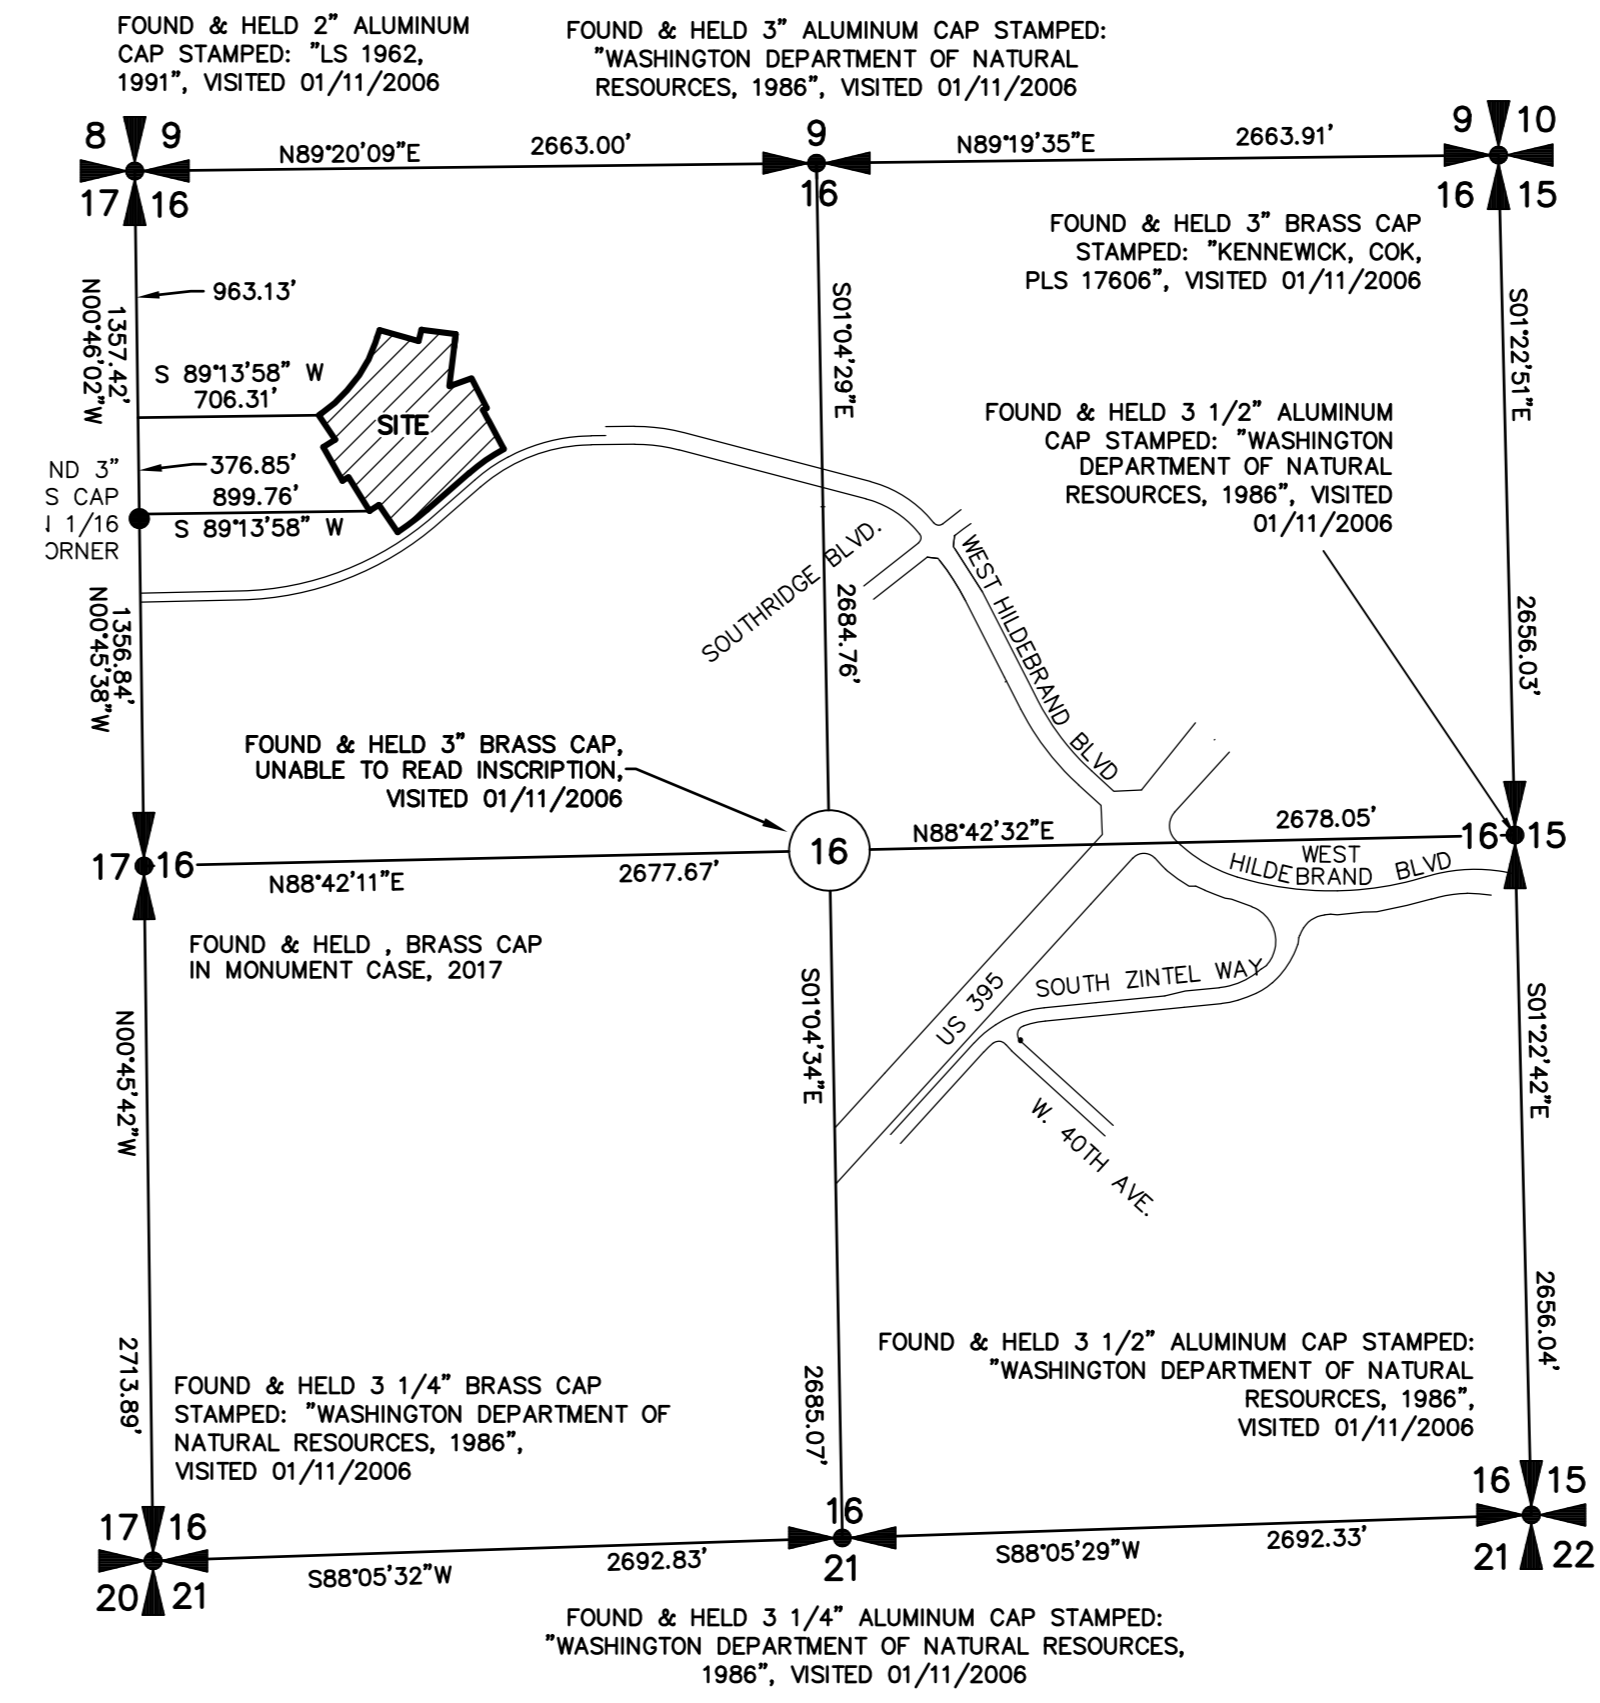 FOUND & HELD 2" ALUMINUM
CAP STAMPED: "LS 1962,
1991", VISITED 01/11/2006
FOUND & HELD 3" ALUMINUM CAP STAMPED:
"WASHINGTON DEPARTMENT OF NATURAL
RESOURCES, 1986", VISITED 01/11/2006
8 9
17 16
N89°20'09"E
2663.00'
9
16
N89°19'35"E
2663.91'
9 10
16 15
FOUND & HELD 3" BRASS CAP
STAMPED: "KENNEWICK, COK,
PLS 17606", VISITED 01/11/2006
963.13'
1357.42'
N00°46'02"W
S 89°13'58" W
706.31'
SITE
376.85'
899.76'
S 89°13'58" W
ND 3"
S CAP
1/16
ORNER
S01°04'29"E
2684.76'
S01°22'51"E
2656.03'
FOUND & HELD 3 1/2" ALUMINUM
CAP STAMPED: "WASHINGTON
DEPARTMENT OF NATURAL
RESOURCES, 1986", VISITED
01/11/2006
1356.84'
N00°45'38"W
SOUTHRIDGE BLVD.
WEST HILDEBRAND BLVD
FOUND & HELD 3" BRASS CAP,
UNABLE TO READ INSCRIPTION,
VISITED 01/11/2006
17 16
N88°42'11"E
2677.67'
16
N88°42'32"E
2678.05'
16 15
WEST
HILDEBRAND BLVD
FOUND & HELD , BRASS CAP
IN MONUMENT CASE, 2017
US 395
SOUTH ZINTEL WAY
W. 40TH AVE.
N00°45'42"W
2713.89'
S01°04'34"E
2685.07'
S01°22'42"E
2656.04'
FOUND & HELD 3 1/4" BRASS CAP
STAMPED: "WASHINGTON DEPARTMENT OF
NATURAL RESOURCES, 1986",
VISITED 01/11/2006
FOUND & HELD 3 1/2" ALUMINUM CAP STAMPED:
"WASHINGTON DEPARTMENT OF NATURAL
RESOURCES, 1986",
VISITED 01/11/2006
17 16
20 21
S88°05'32"W
2692.83'
16
21
S88°05'29"W
2692.33'
16 15
21 22
FOUND & HELD 3 1/4" ALUMINUM CAP STAMPED:
"WASHINGTON DEPARTMENT OF NATURAL RESOURCES,
1986", VISITED 01/11/2006